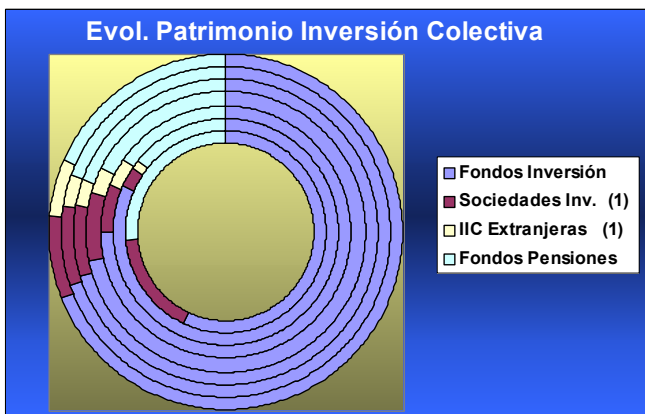 Evol. Patrimonio Inversión Colectiva
Fondos Inversión
Sociedades Inv. (1)
IIC Extranjeras (1)
Fondos Pensiones